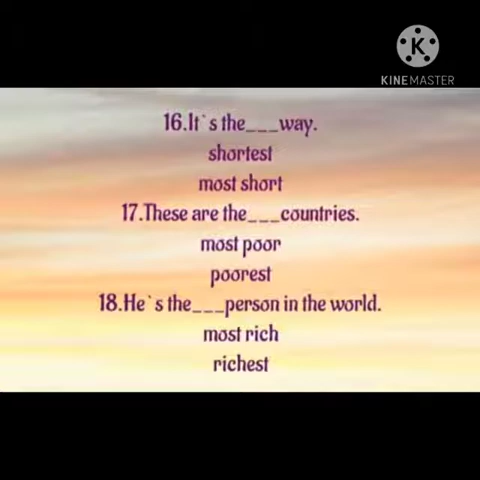 K
KINEMASTER
16.It`s the___way.
shortest
most short
17.These are the___countries.
most poor
poorest
18.He`s the___person in the world.
most rich
richest